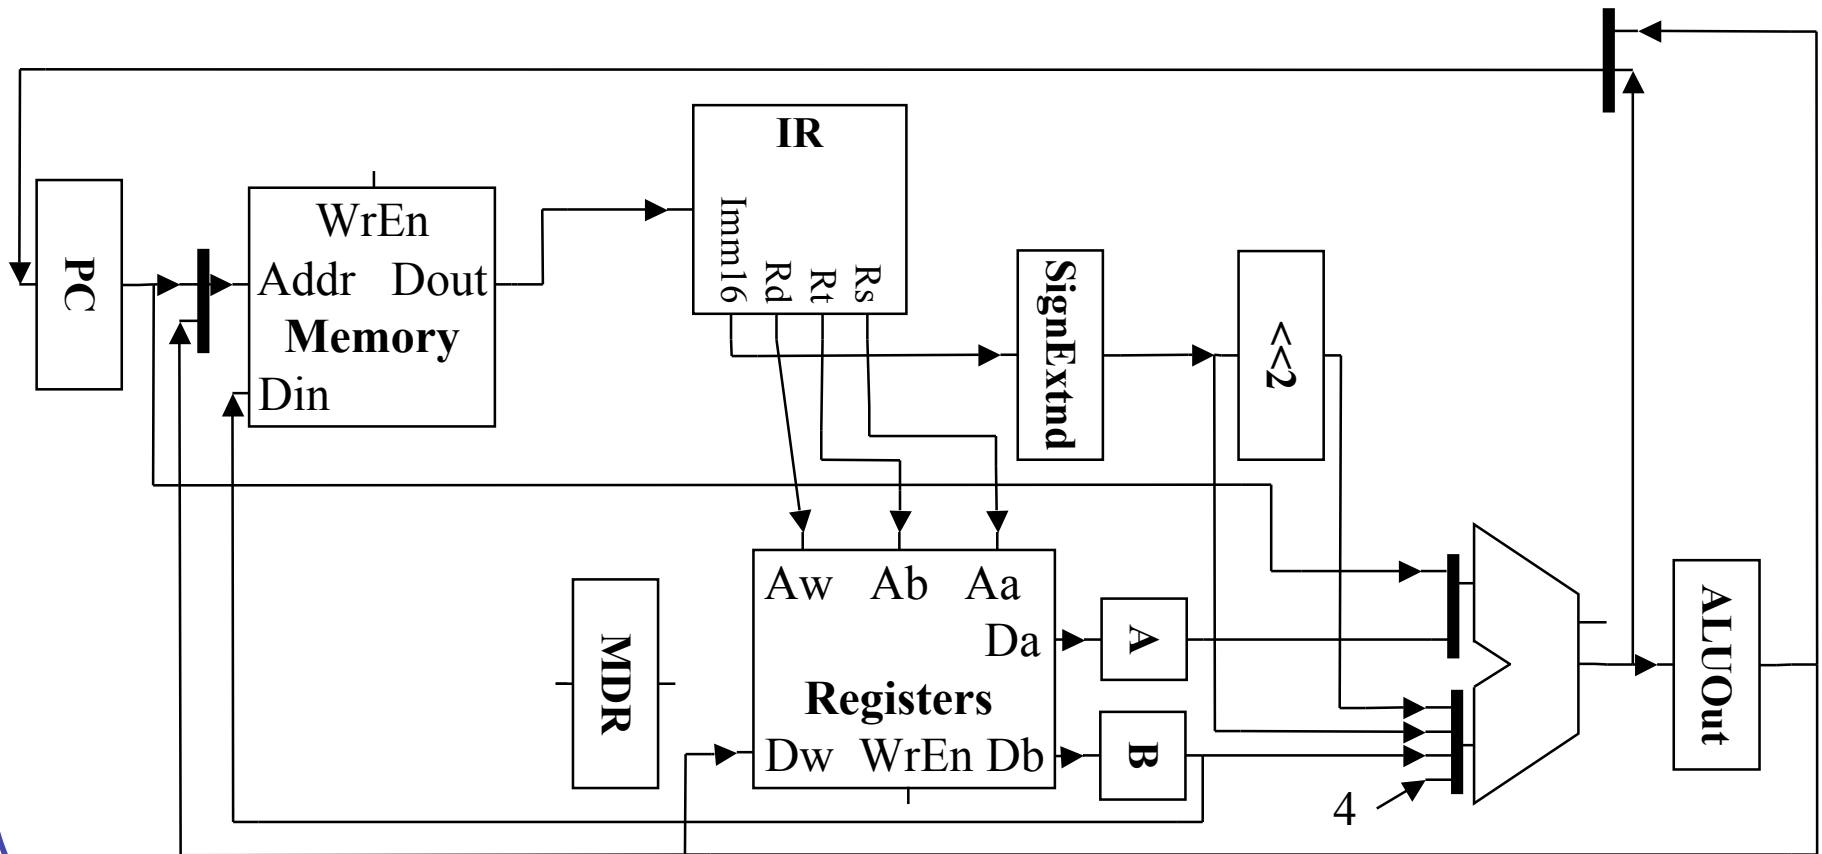 IR
Imm16
Rd
Rt
Rs
PC
WrEn
Addr Dout
Memory
Din
SignExtnd
<<2
Aw Ab Aa
Da
Registers
Dw WrEn Db
MDR
A
B
4
ALUOut